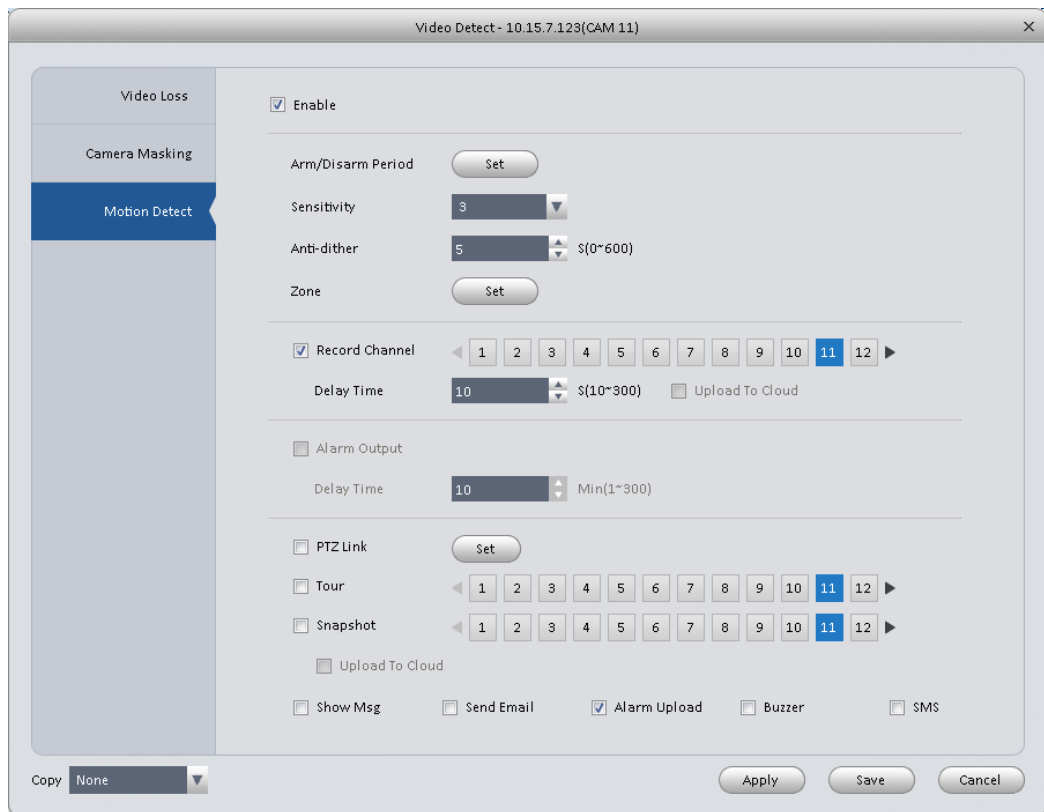 Video Detect - 10.15.7.123(CAM 11)
Video Loss
Camera Masking
Motion Detect
Enable
Arm/Disarm Period Set
Sensitivity 3
Anti-dither 5 S(0~600)
Zone Set
Record Channel 1 2 3 4 5 6 7 8 9 10 11 12
Delay Time 10 S(10~300) Upload To Cloud
Alarm Output
Delay Time 10 Min(1~300)
PTZ Link Set
Tour 1 2 3 4 5 6 7 8 9 10 11 12
Snapshot 1 2 3 4 5 6 7 8 9 10 11 12
Upload To Cloud
Show Msg Send Email Alarm Upload Buzzer SMS
Copy None Apply Save Cancel